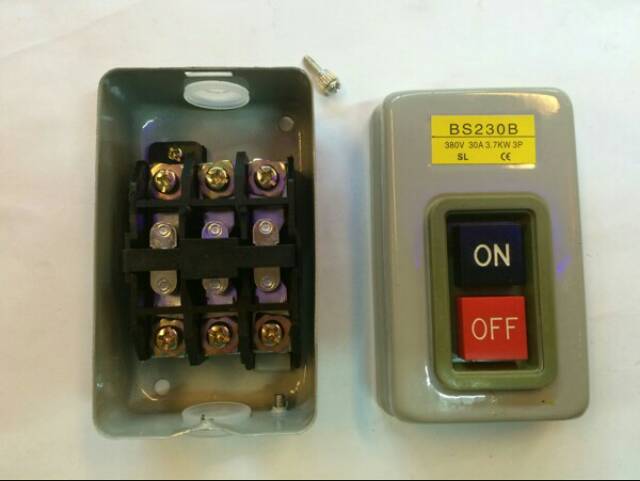 BS230B
380V 30A 3.7KW 3P
SL CE
ON
OFF